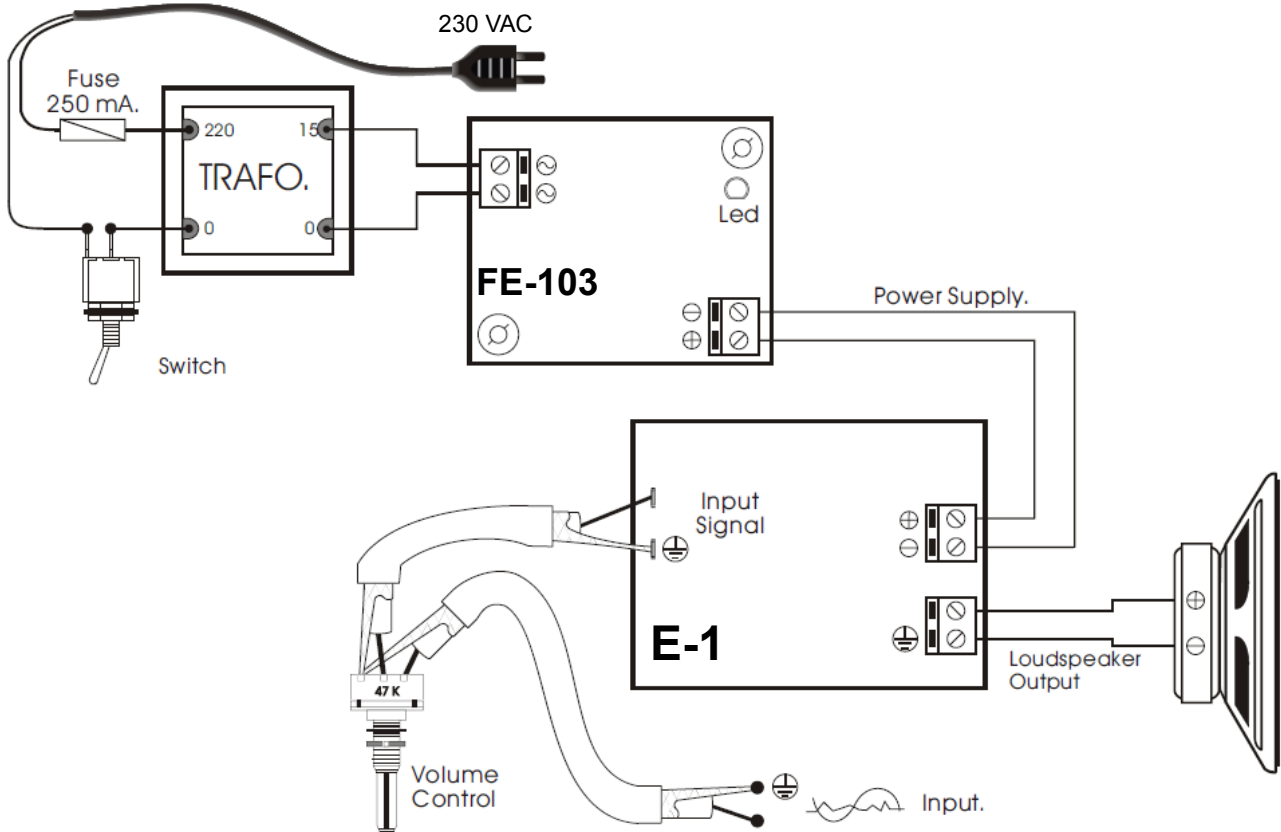 230 VAC
Fuse
250 mA.
220
15
TRAFO.
0
0
Led
FE-103
Power Supply.
Switch
Input
Signal
E-1
Loudspeaker
Output
47 K
Volume
Control
Input.